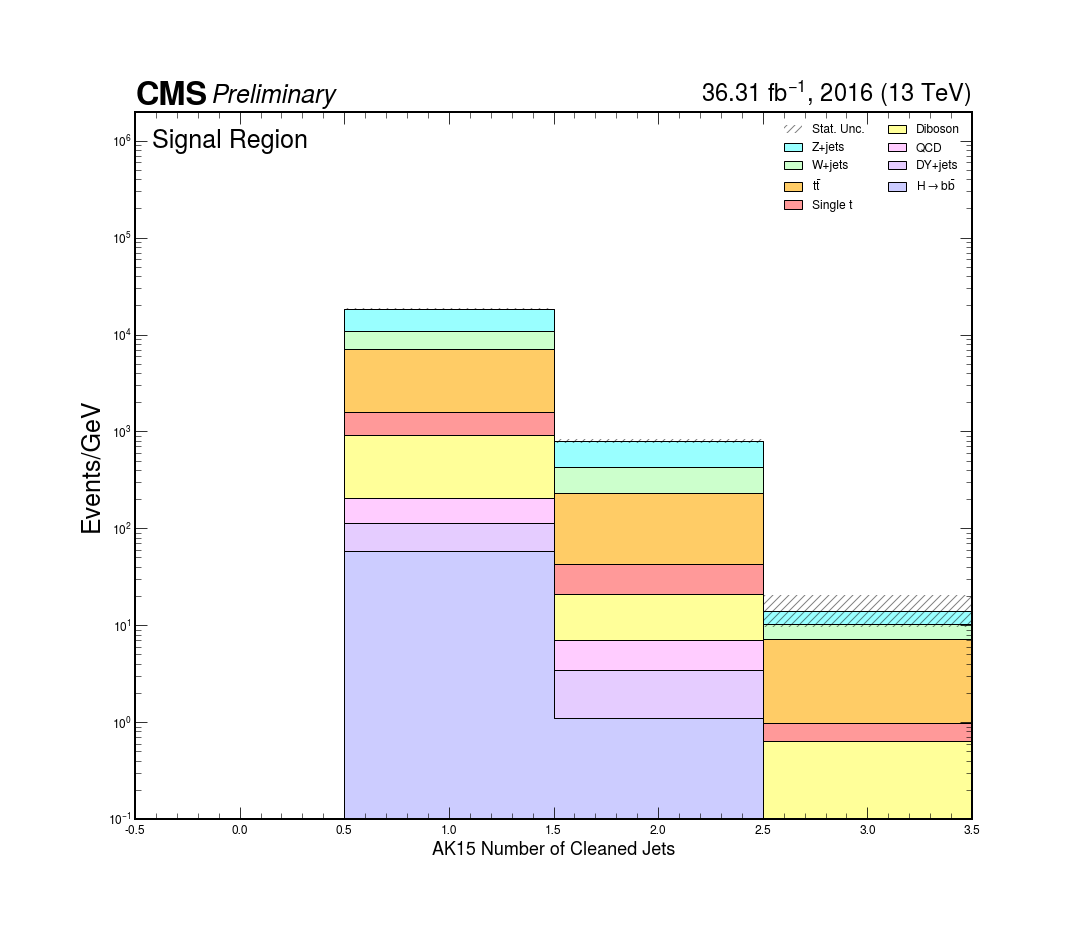 CMS Preliminary
36.31 fb⁻¹, 2016 (13 TeV)
Signal Region
Stat. Unc.
Z+jets
W+jets
tt̄
Single t
Diboson
QCD
DY+jets
H→bb̄
Events/GeV
10⁶
10⁵
10⁴
10³
10²
10¹
10⁰
10⁻¹
-0.5 0.0 0.5 1.0 1.5 2.0 2.5 3.0 3.5
AK15 Number of Cleaned Jets